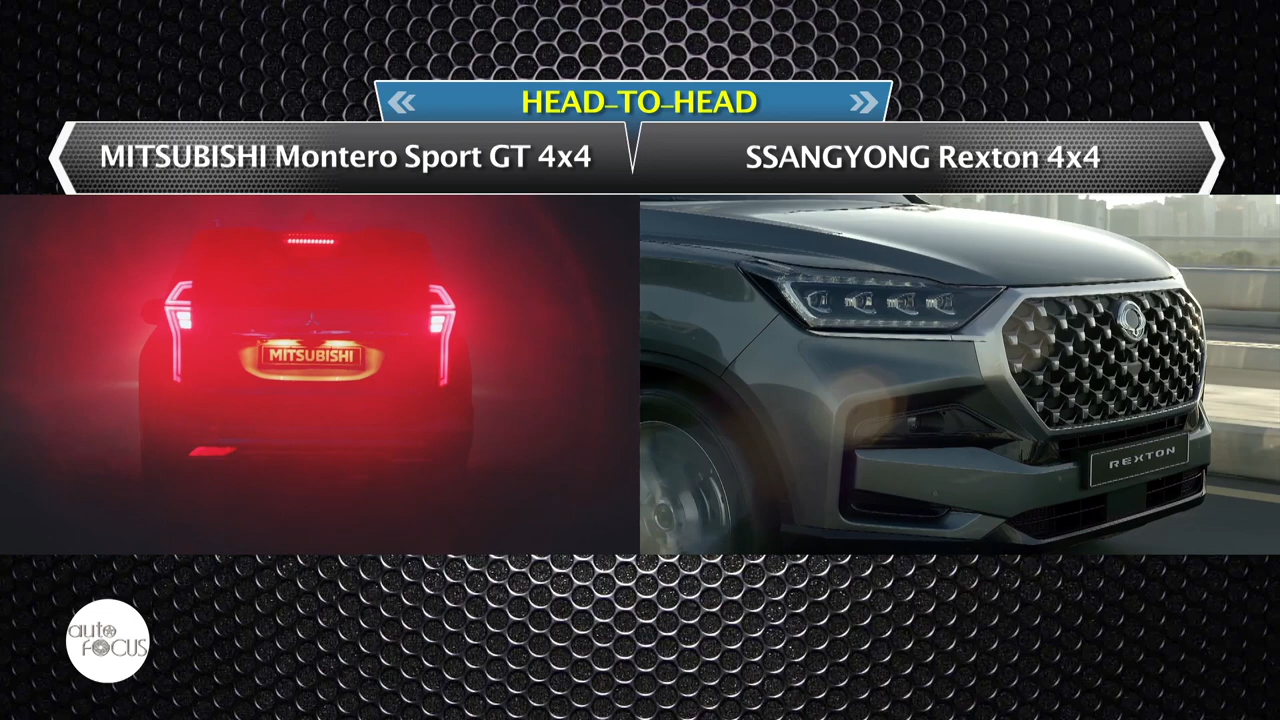 HEAD-TO-HEAD
MITSUBISHI Montero Sport GT 4x4
SSANGYONG Rexton 4x4
MITSUBISHI
REXTON
auto
FOCUS